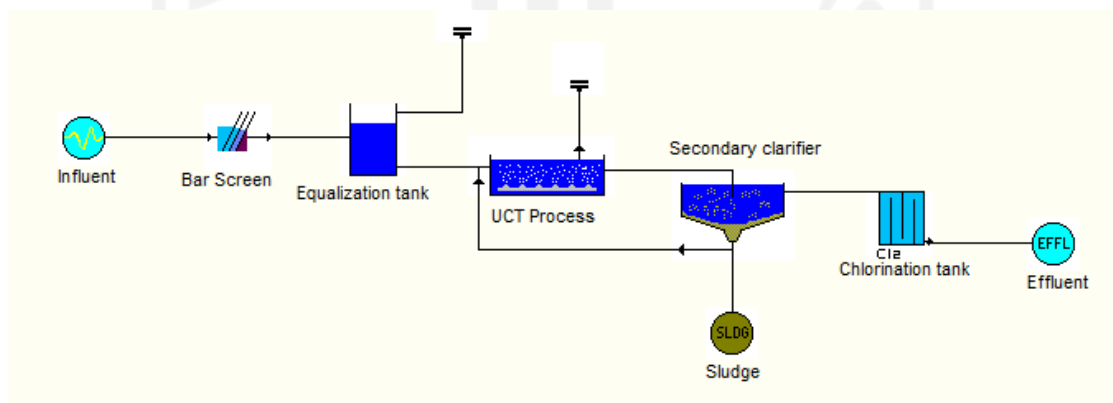 Influent
Bar Screen
Equalization tank
UCT Process
Secondary clarifier
SLDG
Sludge
Cl2
Chlorination tank
EFFL
Effluent